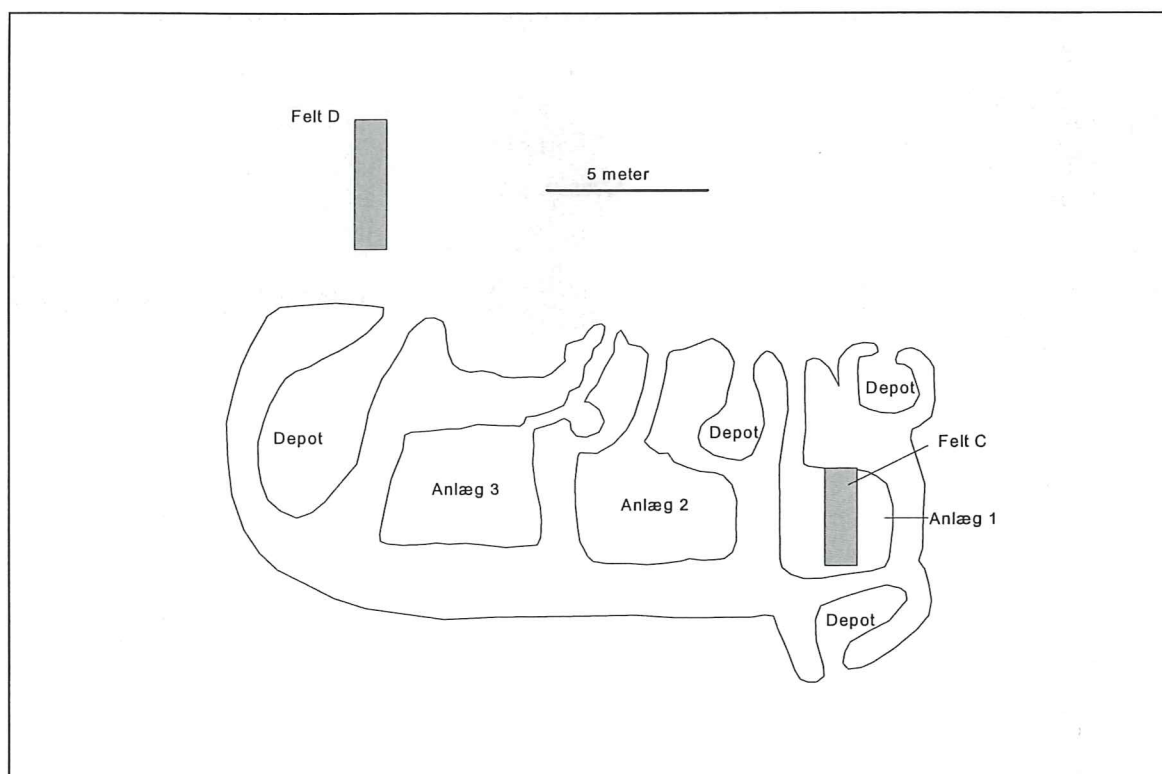 Felt D
5 meter
Depot
Depot
Depot
Felt C
Anlæg 3
Anlæg 2
Anlæg 1
Depot